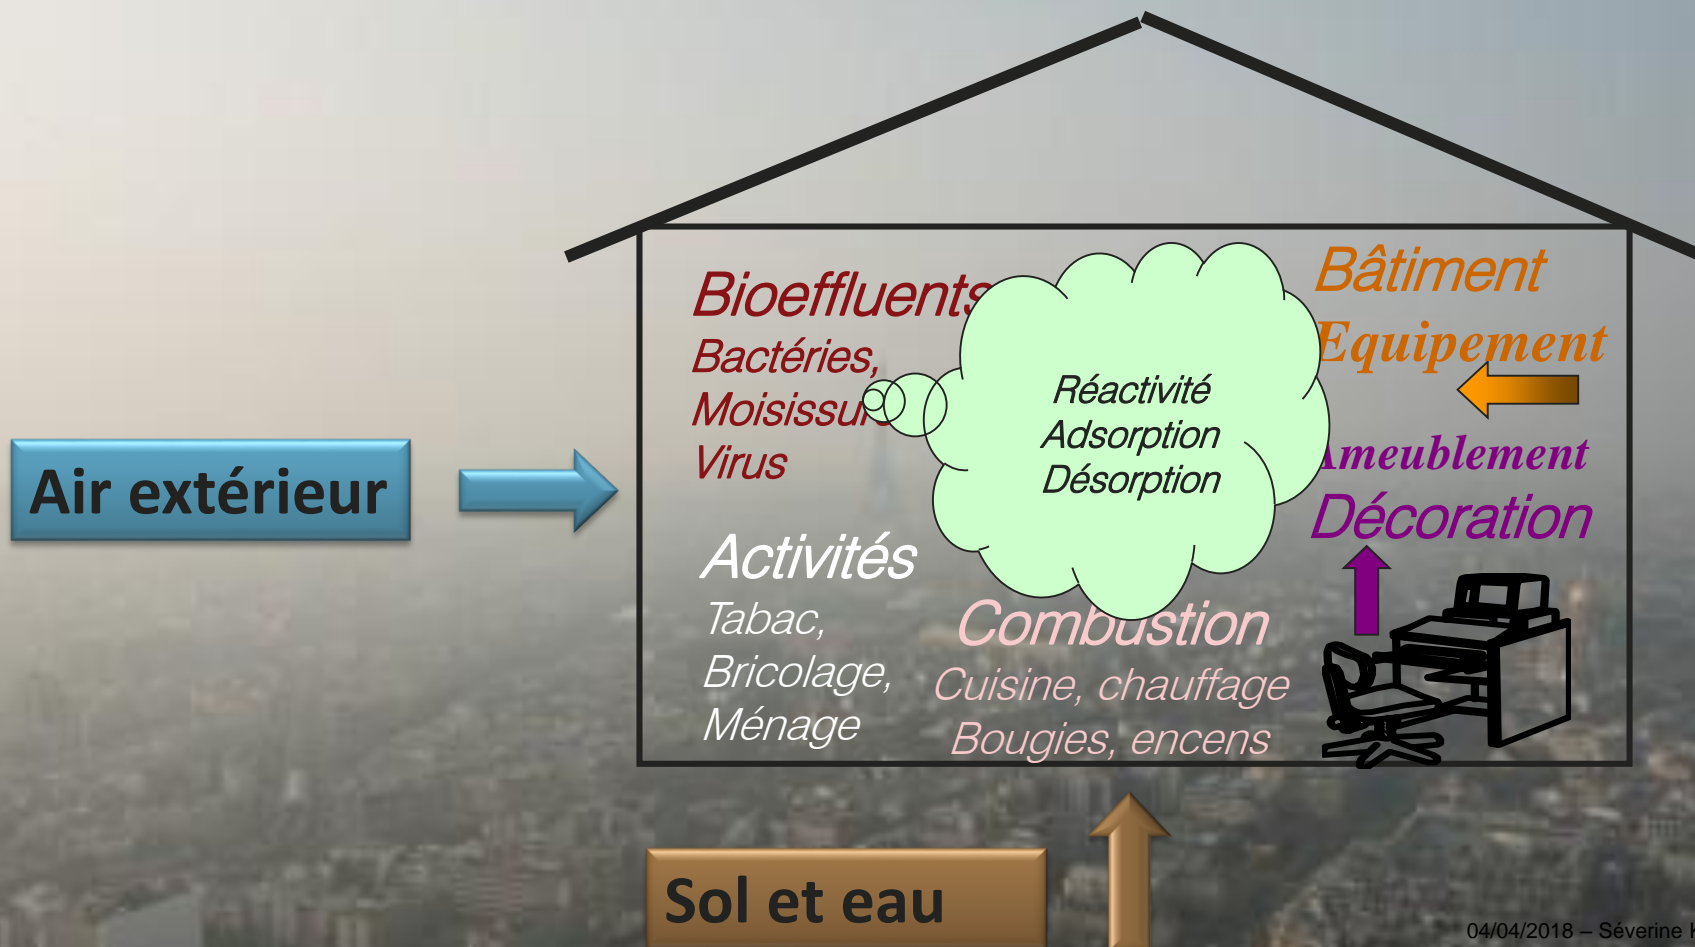 Air extérieur
Bioeffluents
Bactéries,
Virus
Activités
Tabac,
Bricolage,
Ménage
Réactivité
Adsorption
Désorption
Combustion
Cuisine, chauffage
Bougies, encens
Bâtiment
Equipement
Ameublement
Décoration
Sol et eau
04/04/2018 – Séverine